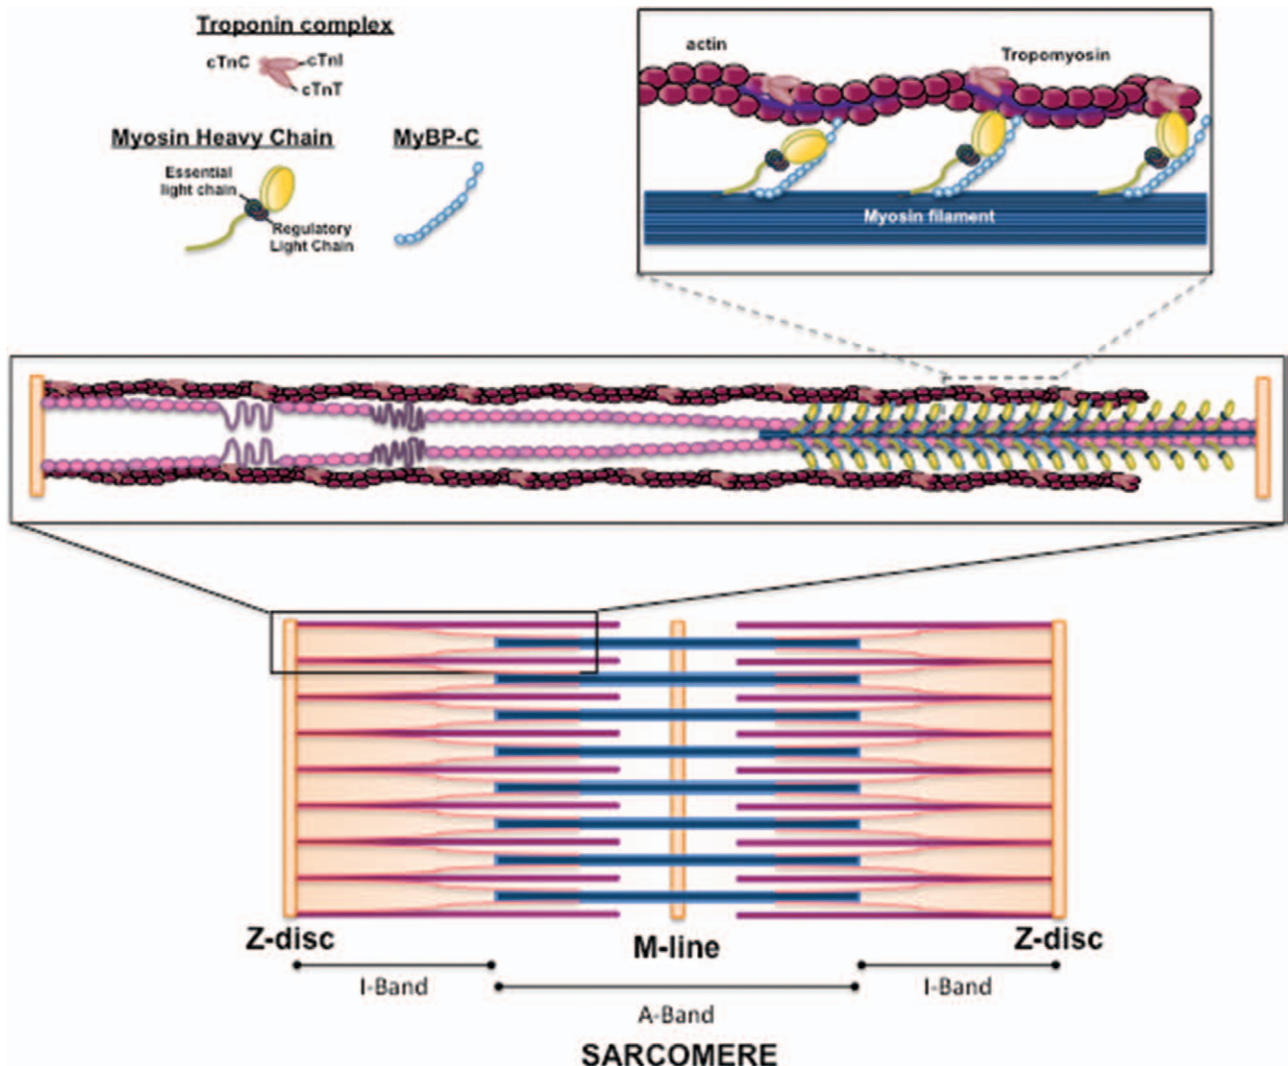 Troponin complex
cTnC
cTnI
cTnT
Myosin Heavy Chain
MyBP-C
Essential
light chain
Regulatory
Light Chain
actin
Tropomyosin
Myosin filament
Z-disc
M-line
Z-disc
I-Band
I-Band
A-Band
SARCOMERE